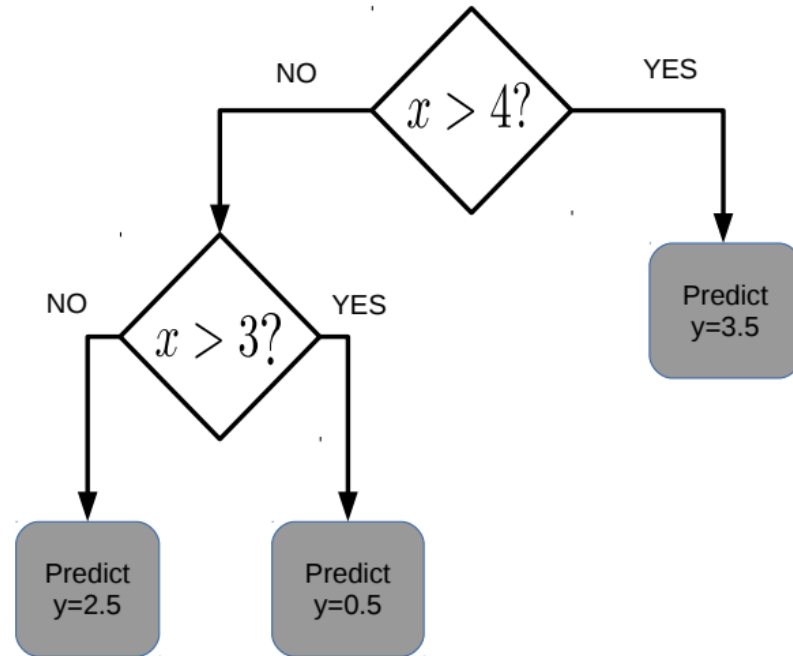 NO
YES
x > 4?
NO
YES
x > 3?
Predict
y=3.5
Predict
y=2.5
Predict
y=0.5